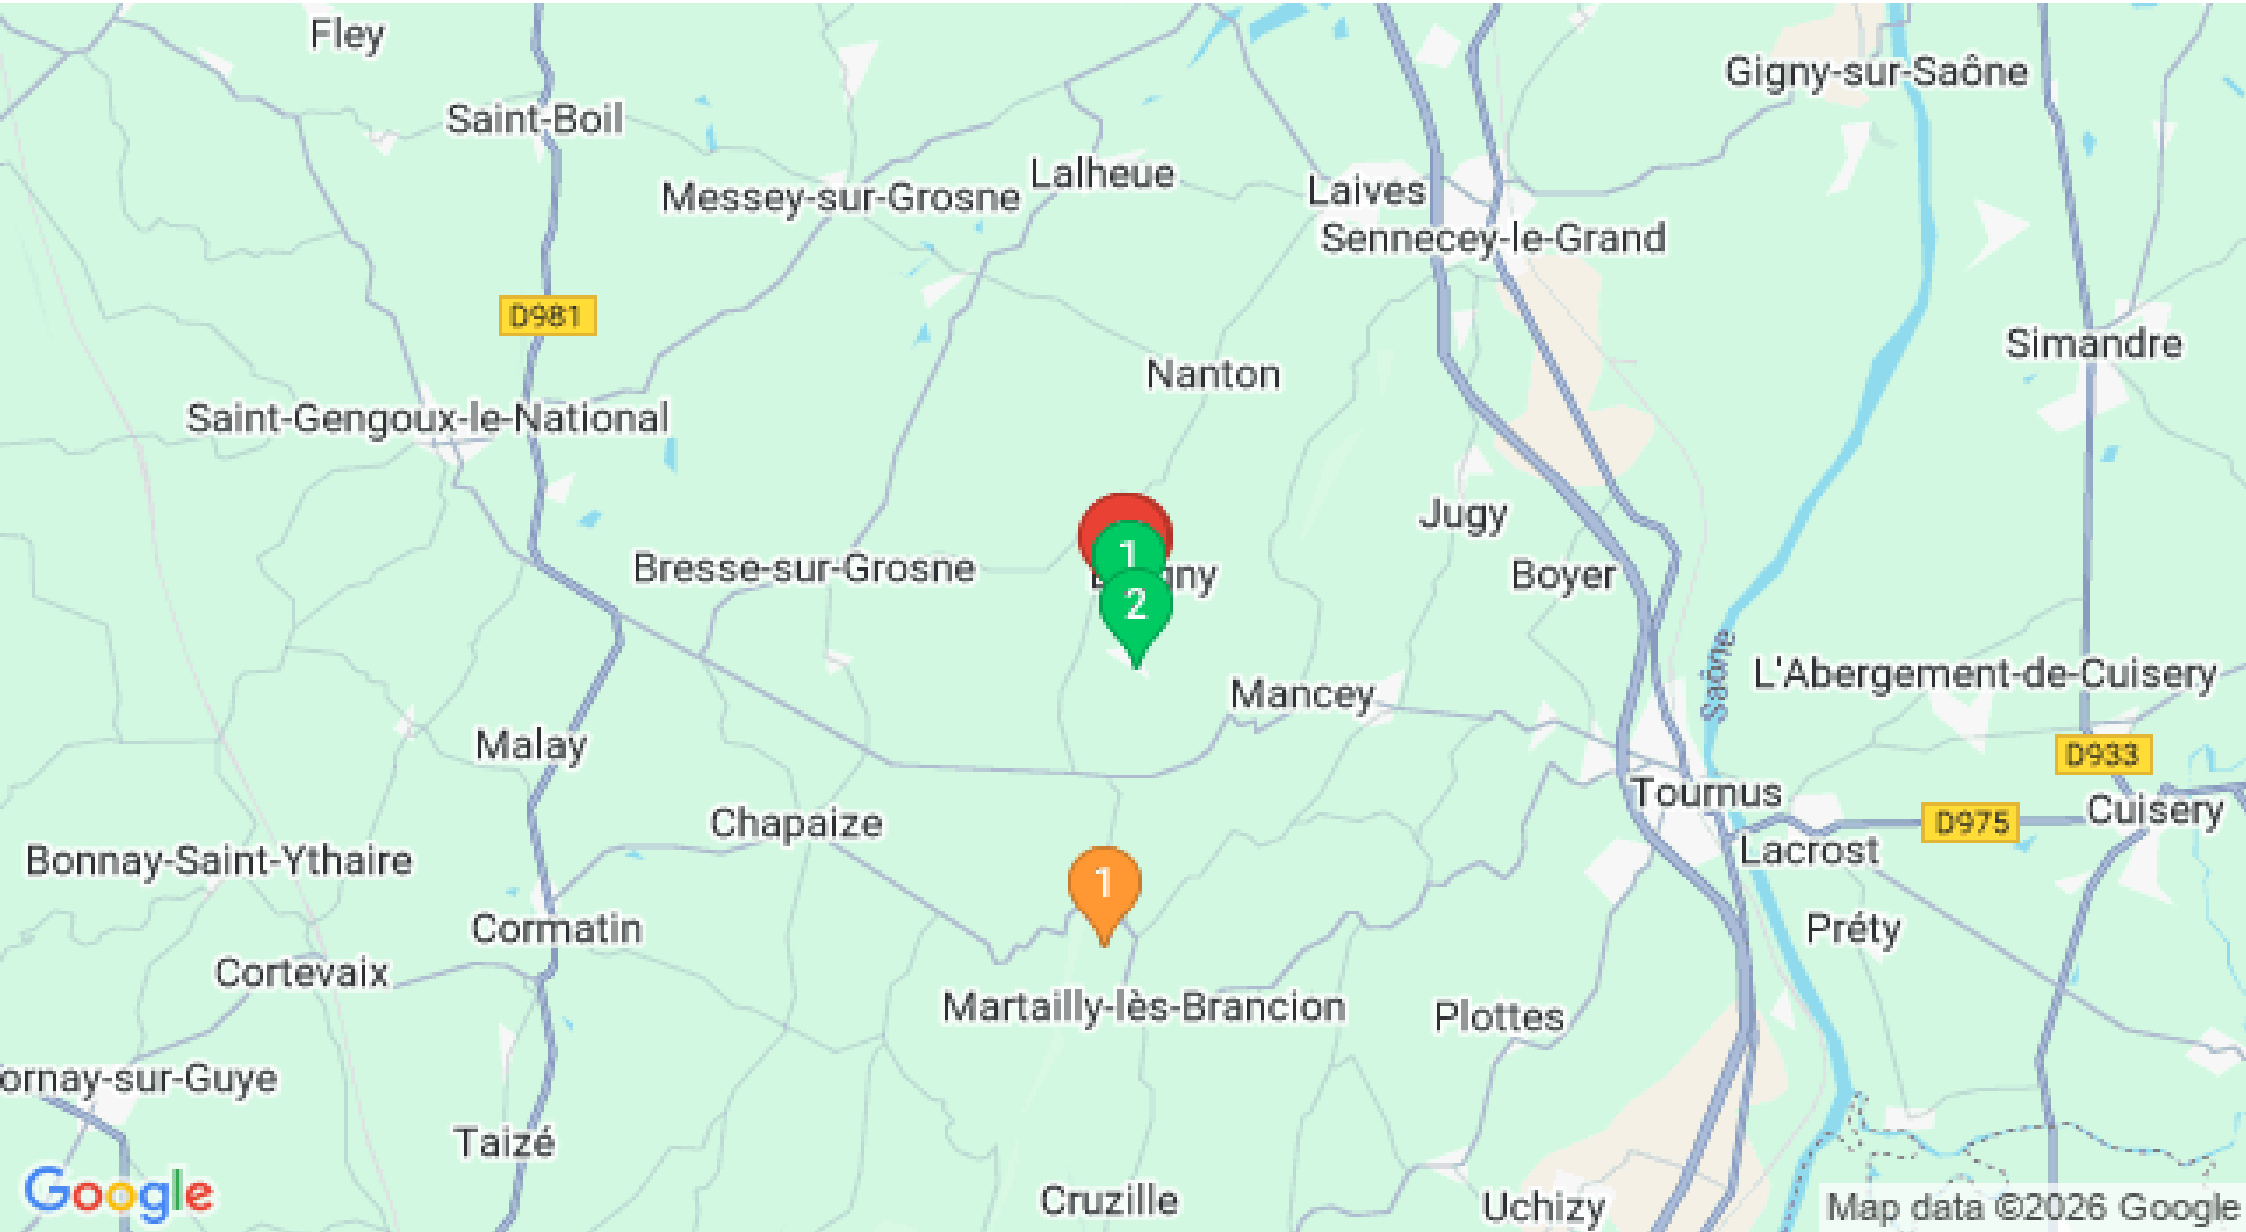 Fley
Gigny-sur-Saône
Saint-Boil
Lalheue
Messey-sur-Grosne
Laives
Sennecey-le-Grand
D981
Simandre
Nanton
Saint-Gengoux-le-National
Jugy
1
Bresse-sur-Grosne
Boyer
2
Saône
L'Abergement-de-Cuisery
Mancey
Malay
D933
Tournus
Cuisery
Chapaize
D975
Lacrost
Bonnay-Saint-Ythaire
1
Cormatin
Préty
Cortevaix
Martailly-lès-Brancion
Plottes
ornay-sur-Guye
Taizé
Google
Cruzille
Uchizy
Map data ©2026 Google